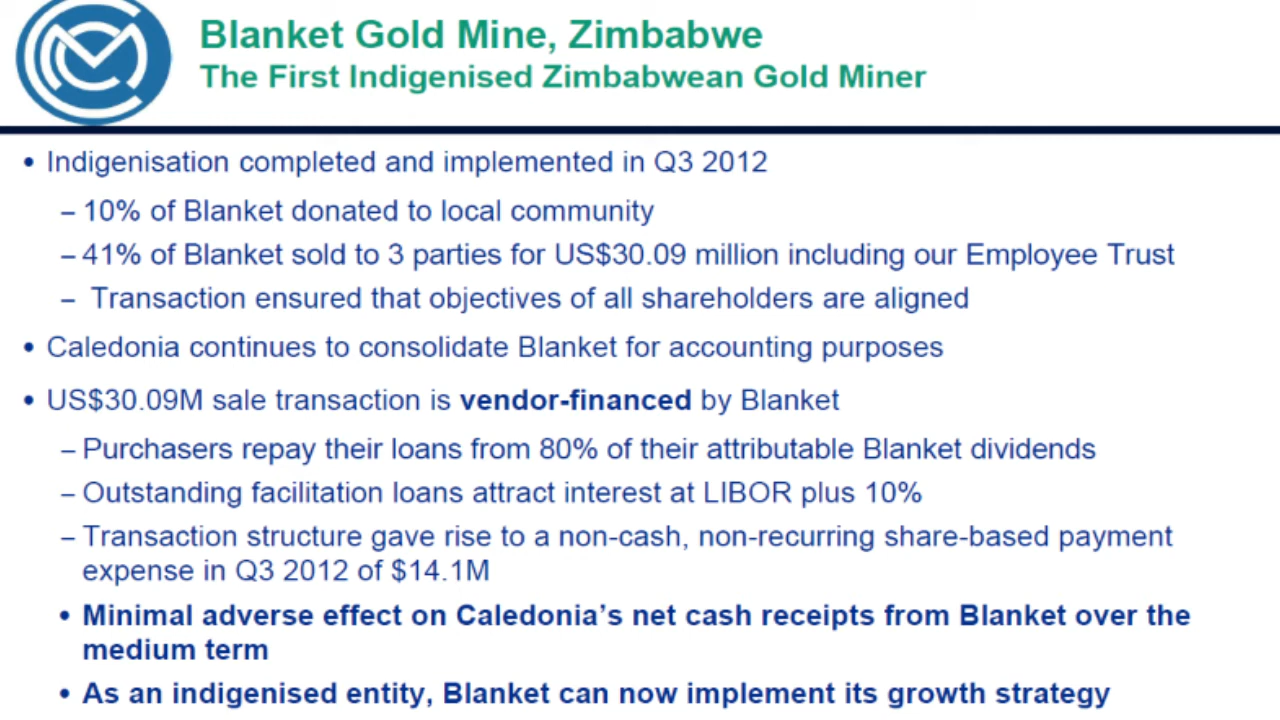 Blanket Gold Mine, Zimbabwe
The First Indigenised Zimbabwean Gold Miner
• Indigenisation completed and implemented in Q3 2012
– 10% of Blanket donated to local community
– 41% of Blanket sold to 3 parties for US$30.09 million including our Employee Trust
– Transaction ensured that objectives of all shareholders are aligned
• Caledonia continues to consolidate Blanket for accounting purposes
• US$30.09M sale transaction is vendor-financed by Blanket
– Purchasers repay their loans from 80% of their attributable Blanket dividends
– Outstanding facilitation loans attract interest at LIBOR plus 10%
– Transaction structure gave rise to a non-cash, non-recurring share-based payment
expense in Q3 2012 of $14.1M
• Minimal adverse effect on Caledonia’s net cash receipts from Blanket over the
medium term
• As an indigenised entity, Blanket can now implement its growth strategy